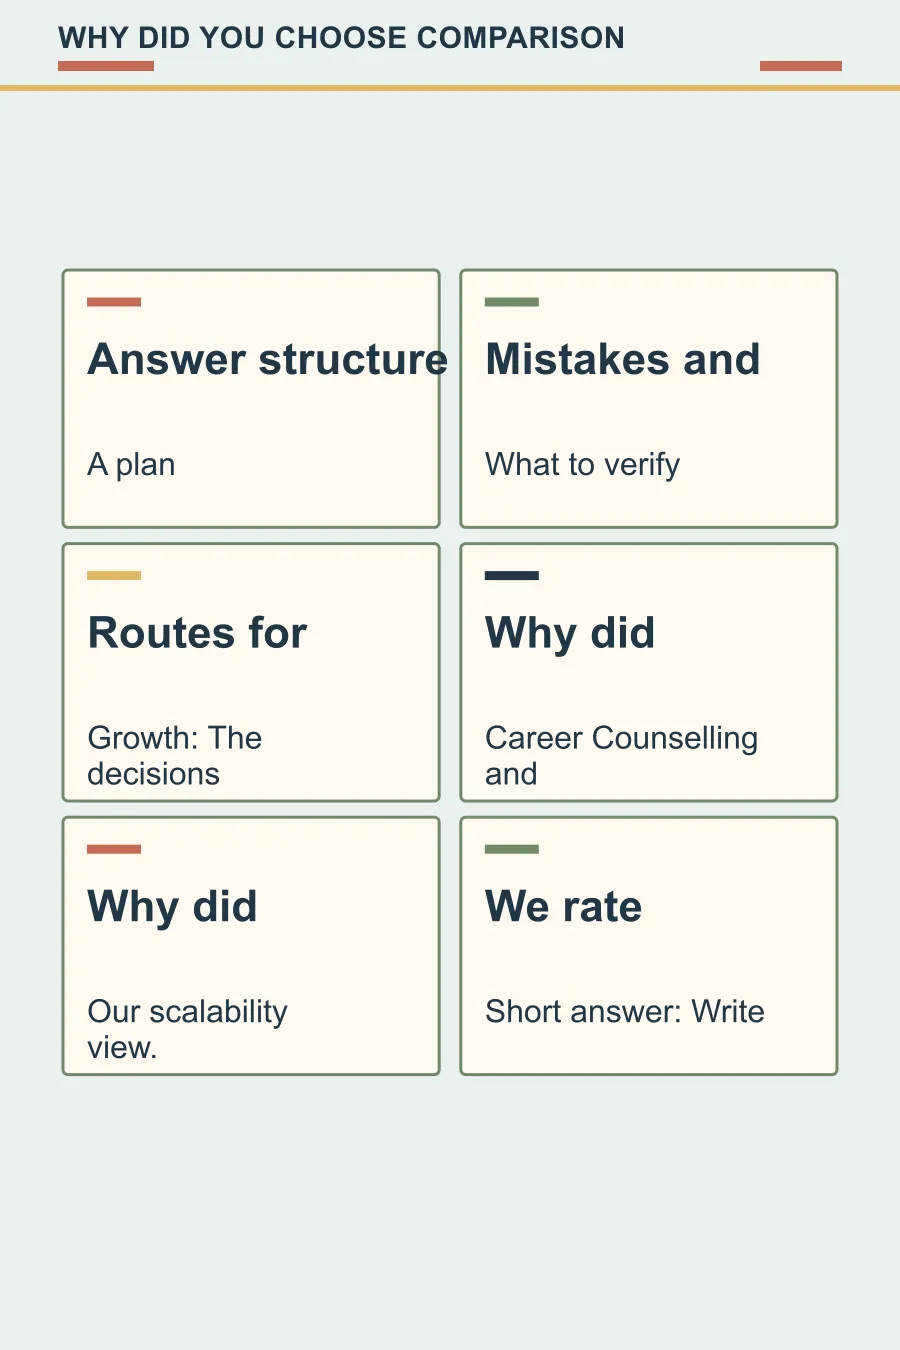 WHY DID YOU CHOOSE COMPARISON
Answer structure
A plan
Mistakes and
What to verify
Routes for
Growth: The
decisions
Why did
Career Counselling
and
Why did
Our scalability
view.
We rate
Short answer: Write